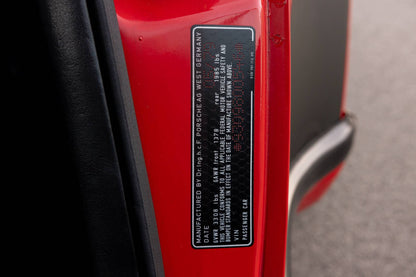 MANUFACTURED BY Dr.Ing.h.c.F. PORSCHE AG WEST GERMANY
DATE
GVWR 3308 lbs GAWR front 1378 rear 1985 lbs
THIS VEHICLE CONFORMS TO ALL APPLICABLE FEDERAL MOTOR VEHICLE SAFETY AND
BUMPER STANDARDS IN EFFECT ON THE DATE OF MANUFACTURE SHOWN ABOVE.
VIN
PASSENGER CAR